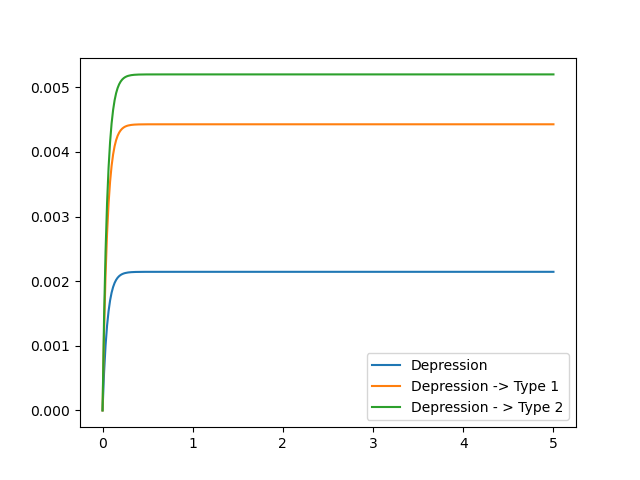 0.005
0.004
0.003
0.002
0.001
0.000
0 1 2 3 4 5
Depression
Depression -> Type 1
Depression - > Type 2